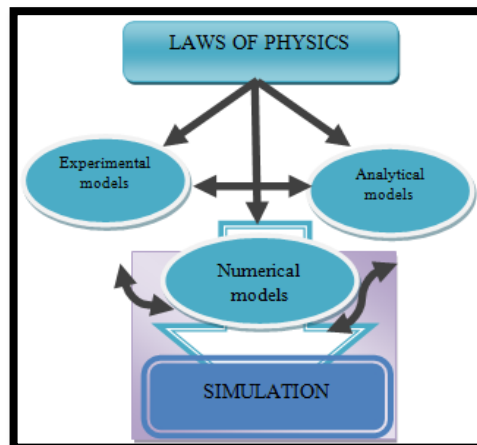 LAWS OF PHYSICS
Experimental
models
Analytical
models
Numerical
models
SIMULATION